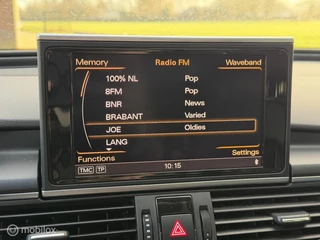 Memory Radio FM Waveband
100% NL Pop
8FM Pop
BNR News
BRABANT Varied
JOE Oldies
LANG
Functions Settings
TMC TP 10:15
mobilox